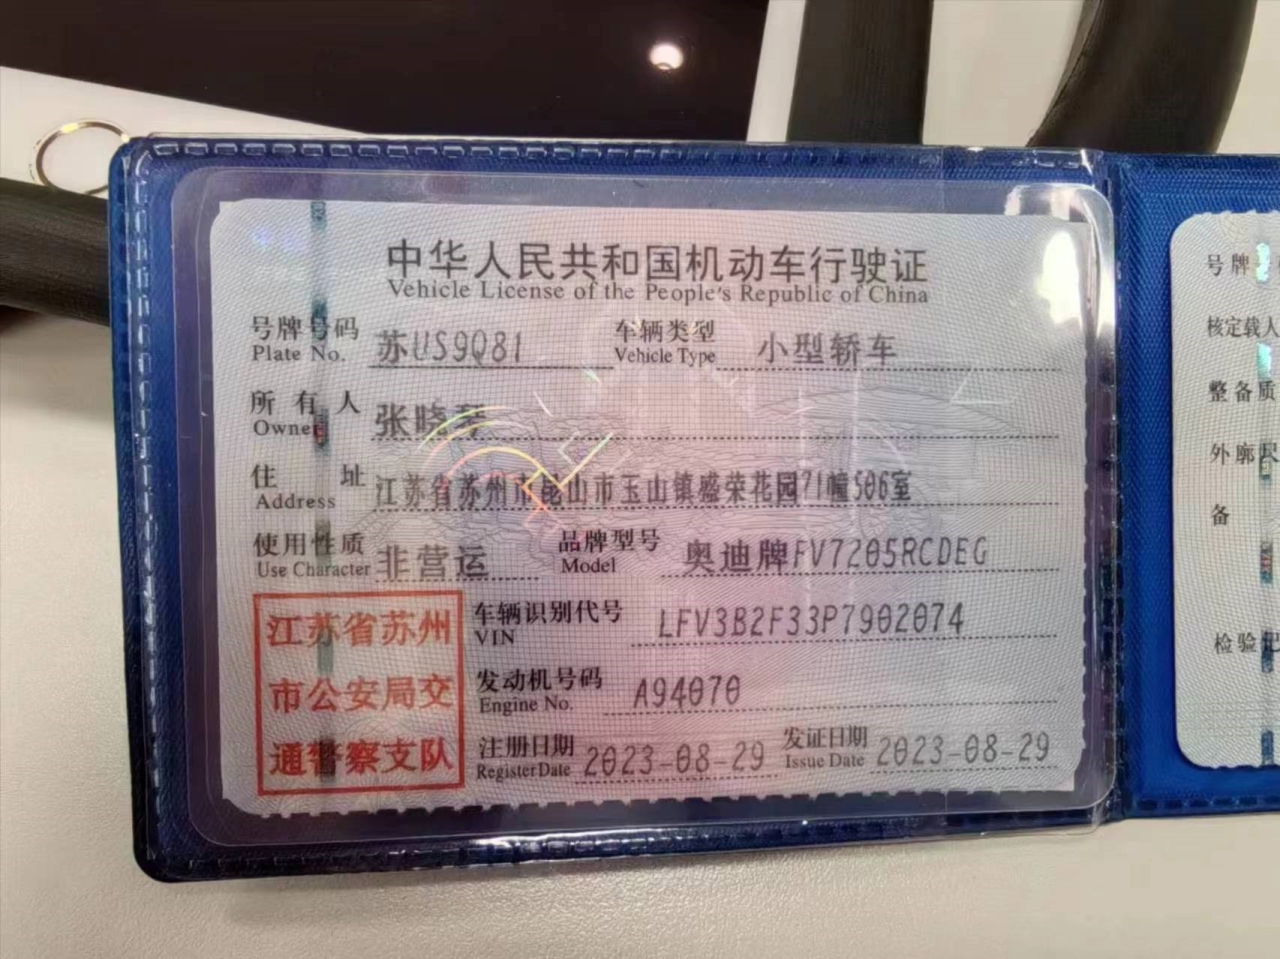 中华人民共和国机动车行驶证
Vehicle License of the People's Republic of China
号牌号码 苏US9Q81 车辆类型 小型轿车
Plate No. Vehicle Type
所有人 张晓琴
Owner
住址 江苏省苏州市昆山市玉山镇盛荣花园71幢506室
Address
使用性质 非营运 品牌型号 奥迪牌FV7205RCDEG
Use Character Model
车辆识别代号 LFV3B2F33P7902074
VIN
发动机号码 A94070
Engine No.
注册日期 2023-08-29 发证日期 2023-08-29
Register Date Issue Date
江苏省苏州
市公安局交
通警察支队
号牌
核定载人
整备质
外廓尺
备
检验记